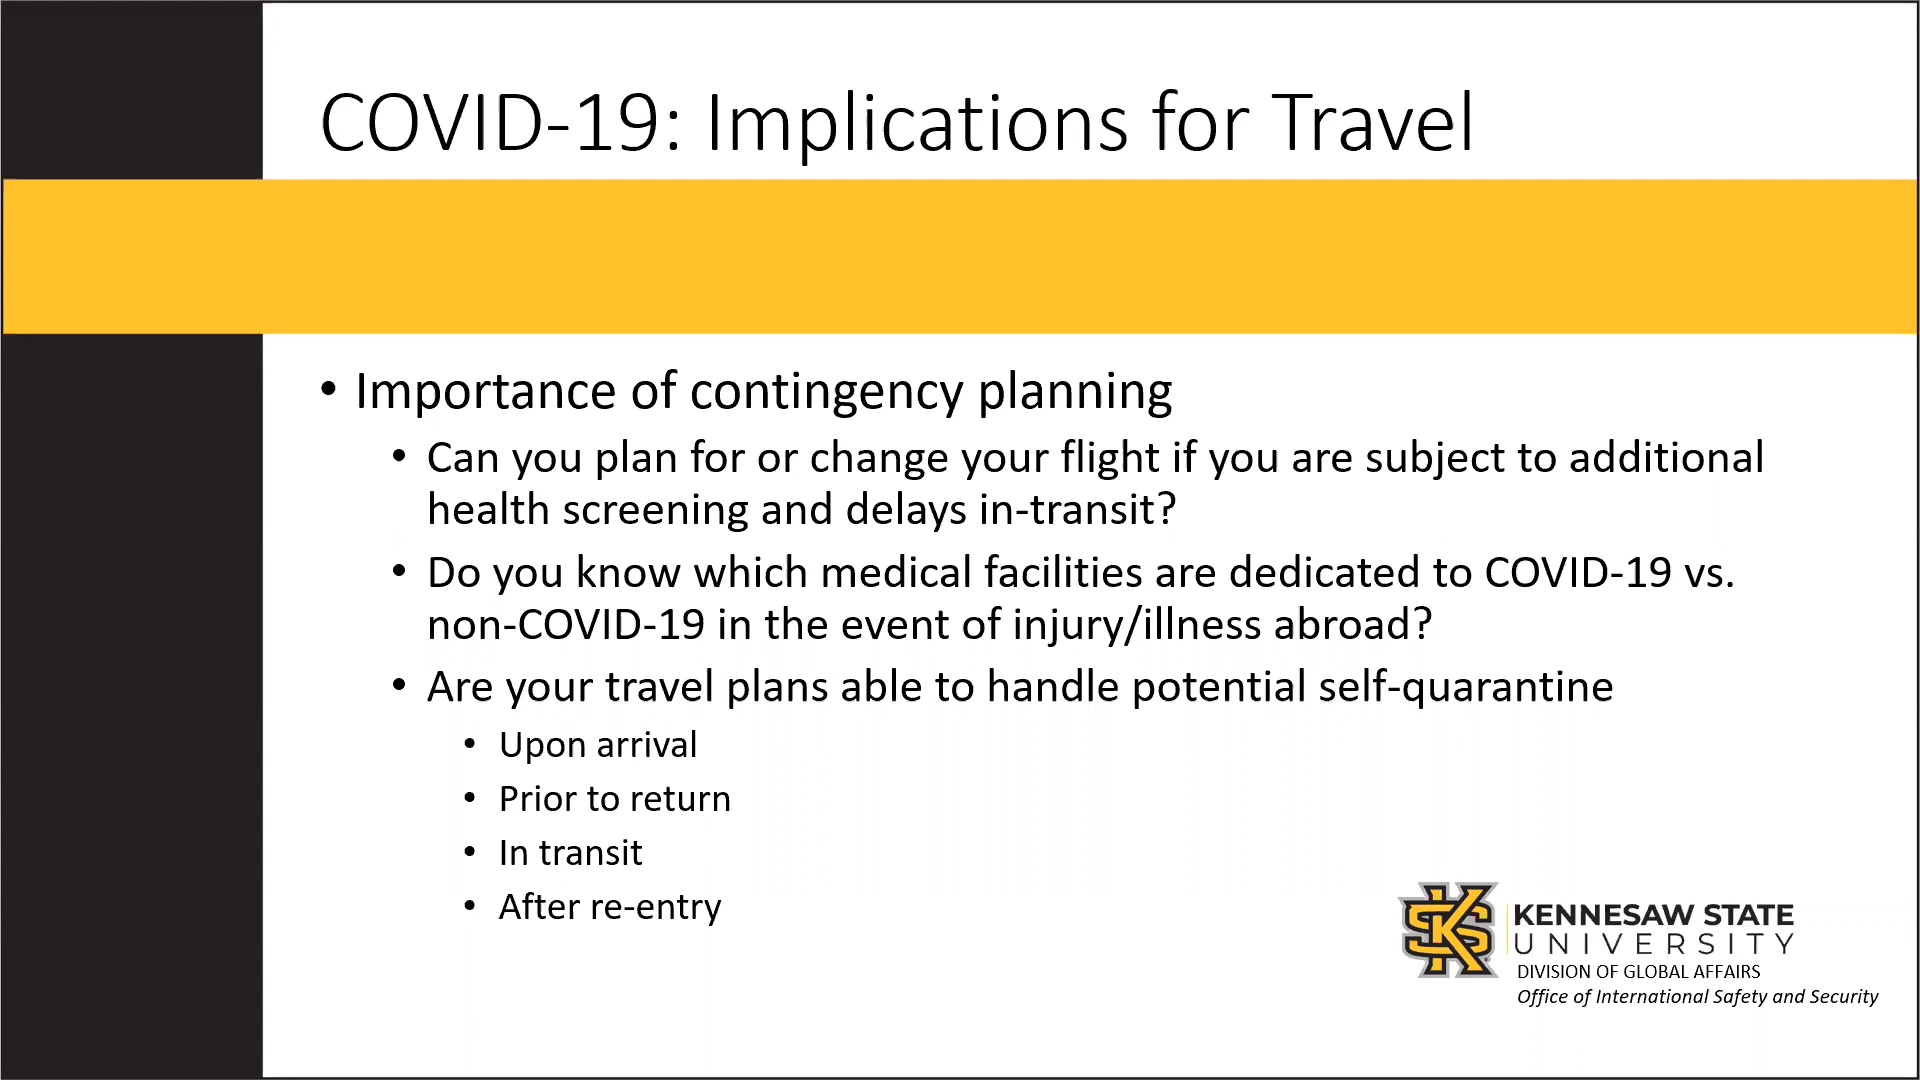 COVID-19: Implications for Travel
• Importance of contingency planning
• Can you plan for or change your flight if you are subject to additional
health screening and delays in-transit?
• Do you know which medical facilities are dedicated to COVID-19 vs.
non-COVID-19 in the event of injury/illness abroad?
• Are your travel plans able to handle potential self-quarantine
• Upon arrival
• Prior to return
• In transit
• After re-entry
KS
KENNESAW STATE
UNIVERSITY
DIVISION OF GLOBAL AFFAIRS
Office of International Safety and Security